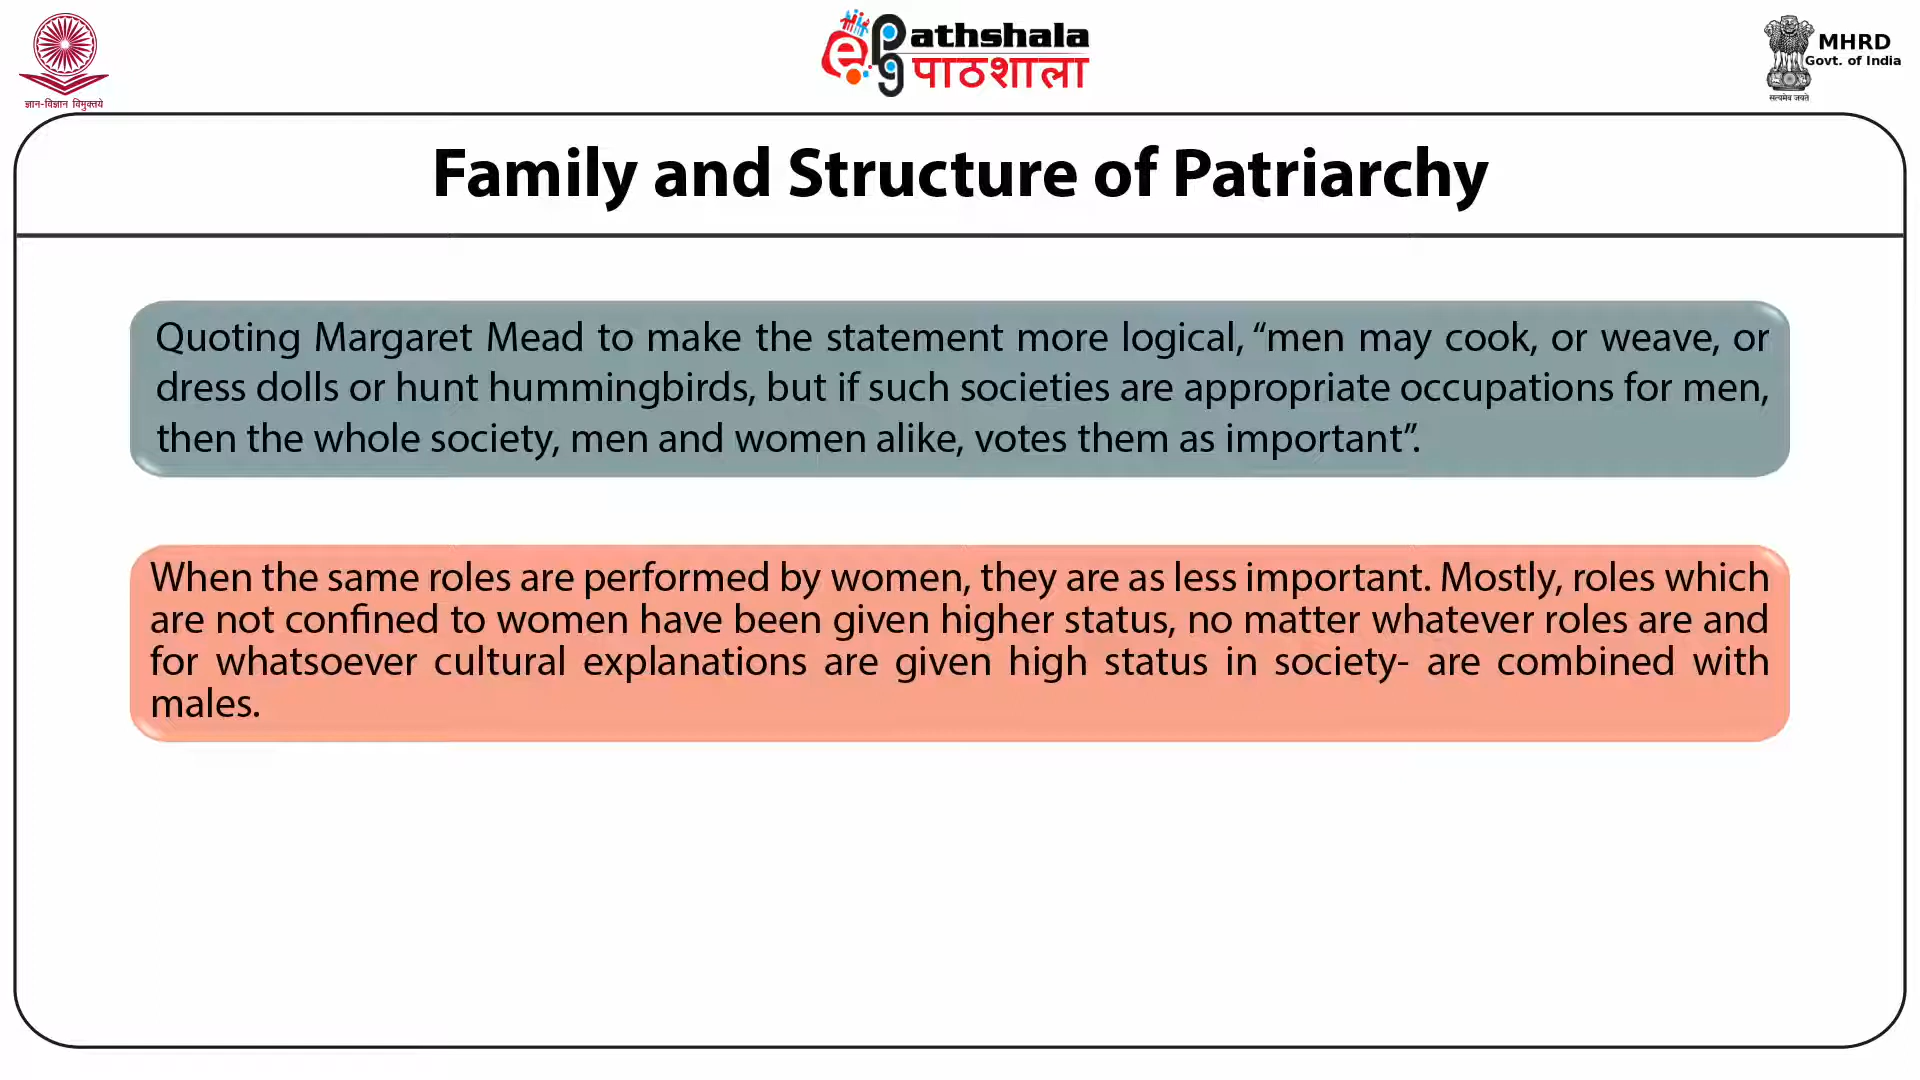 ज्ञान-विज्ञान विमुक्तये
e Pg Pathshala
पाठशाला
MHRD
Govt. of India
सत्यमेव जयते
Family and Structure of Patriarchy
Quoting Margaret Mead to make the statement more logical, “men may cook, or weave, or
dress dolls or hunt hummingbirds, but if such societies are appropriate occupations for men,
then the whole society, men and women alike, votes them as important”.
When the same roles are performed by women, they are as less important. Mostly, roles which
are not confined to women have been given higher status, no matter whatever roles are and
for whatsoever cultural explanations are given high status in society- are combined with
males.